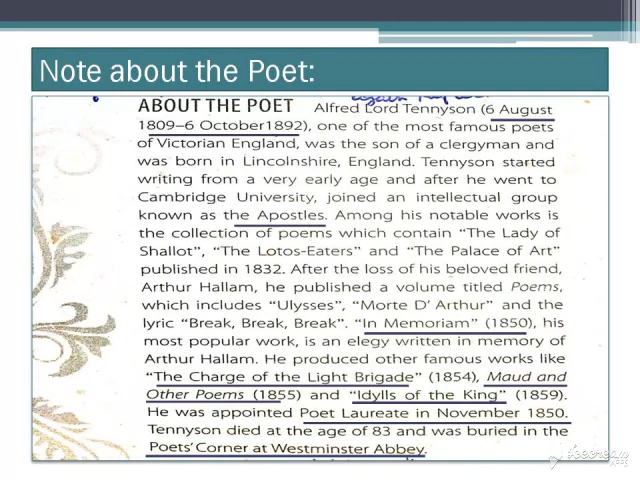 Note about the Poet:
ABOUT THE POET Alfred Lord Tennyson (6 August
1809–6 October1892), one of the most famous poets
of Victorian England, was the son of a clergyman and
was born in Lincolnshire, England. Tennyson started
writing from a very early age and after he went to
Cambridge University, joined an intellectual group
known as the Apostles. Among his notable works is
the collection of poems which contain “The Lady of
Shallot”, “The Lotos-Eaters” and “The Palace of Art”
published in 1832. After the loss of his beloved friend,
Arthur Hallam, he published a volume titled Poems,
which includes “Ulysses”, “Morte D’ Arthur” and the
lyric “Break, Break, Break”. “In Memoriam” (1850), his
most popular work, is an elegy written in memory of
Arthur Hallam. He produced other famous works like
“The Charge of the Light Brigade” (1854), Maud and
Other Poems (1855) and “Idylls of the King” (1859).
He was appointed Poet Laureate in November 1850.
Tennyson died at the age of 83 and was buried in the
Poets’ Corner at Westminster Abbey.
icecream